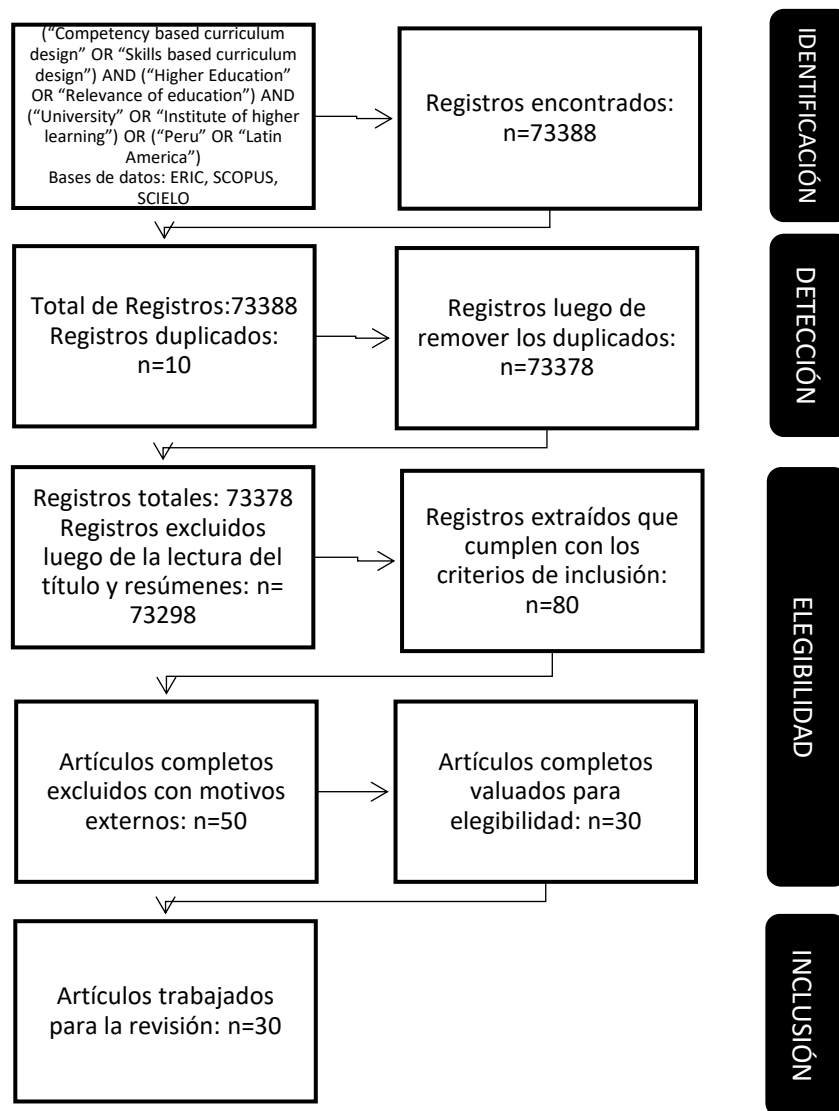 (“Competency based curriculum
design” OR “Skills based curriculum
design”) AND (“Higher Education”
OR “Relevance of education”) AND
(“University” OR “Institute of higher
learning”) OR (“Peru” OR “Latin
America”)
Bases de datos: ERIC, SCOPUS,
SCIELO
Registros encontrados:
n=73388
IDENTIFICACIÓN
Total de Registros:73388
Registros duplicados:
n=10
Registros luego de
remover los duplicados:
n=73378
DETECCIÓN
Registros totales: 73378
Registros excluidos
luego de la lectura del
título y resúmenes: n=
73298
Registros extraídos que
cumplen con los
criterios de inclusión:
n=80
ELEGIBILIDAD
Artículos completos
excluidos con motivos
externos: n=50
Artículos completos
valuados para
elegibilidad: n=30
Artículos trabajados
para la revisión: n=30
INCLUSIÓN